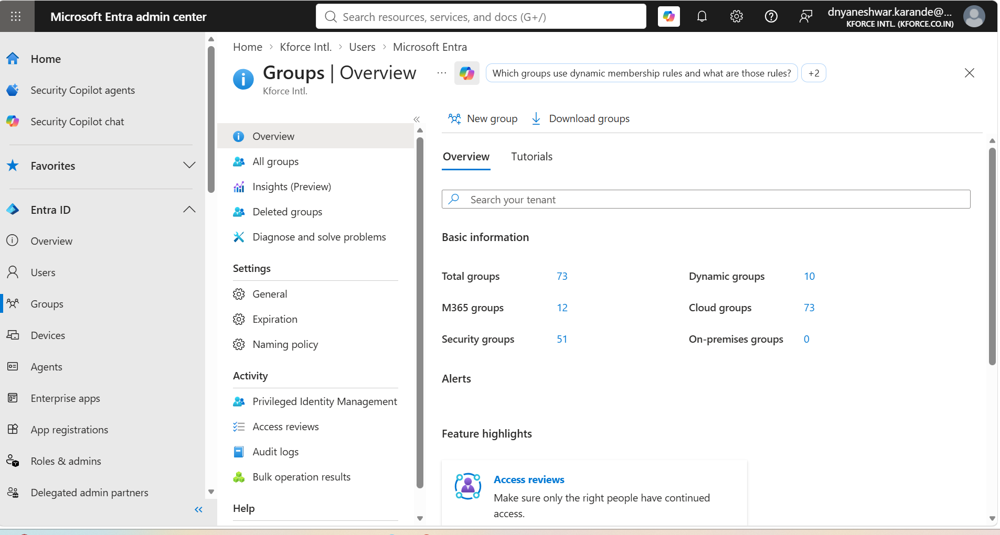 Microsoft Entra admin center
Search resources, services, and docs (G+/)
dnyaneshwar.karande@...
KFORCE INTL. (KFORCE.CO.IN)
Home
Security Copilot agents
Security Copilot chat
Favorites
Entra ID
Overview
Users
Groups
Devices
Agents
Enterprise apps
App registrations
Roles & admins
Delegated admin partners
Home > Kforce Intl. > Users > Microsoft Entra
Groups | Overview
...
Kforce Intl.
Which groups use dynamic membership rules and what are those rules?
+2
Overview
All groups
Insights (Preview)
Deleted groups
Diagnose and solve problems
Settings
General
Expiration
Naming policy
Activity
Privileged Identity Management
Access reviews
Audit logs
Bulk operation results
Help
New group
Download groups
Overview
Tutorials
Search your tenant
Basic information
Total groups 73
Dynamic groups 10
M365 groups 12
Cloud groups 73
Security groups 51
On-premises groups 0
Alerts
Feature highlights
Access reviews
Make sure only the right people have continued
access.